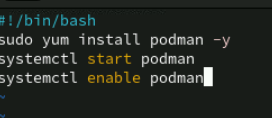 #!/bin/bash
sudo yum install podman -y
systemctl start podman
systemctl enable podman
~
~